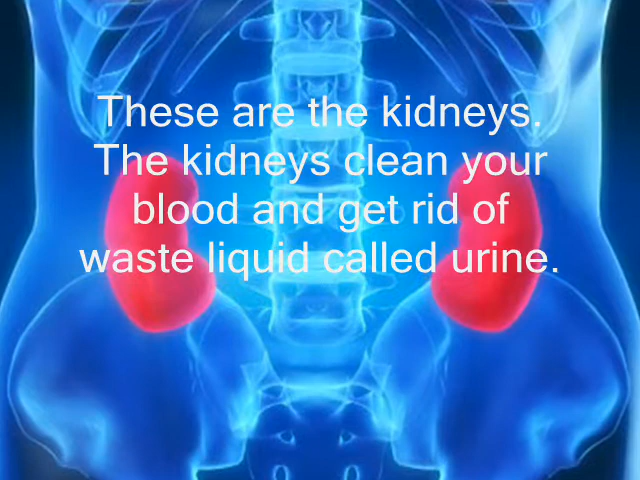 These are the kidneys.
The kidneys clean your
blood and get rid of
waste liquid called urine.